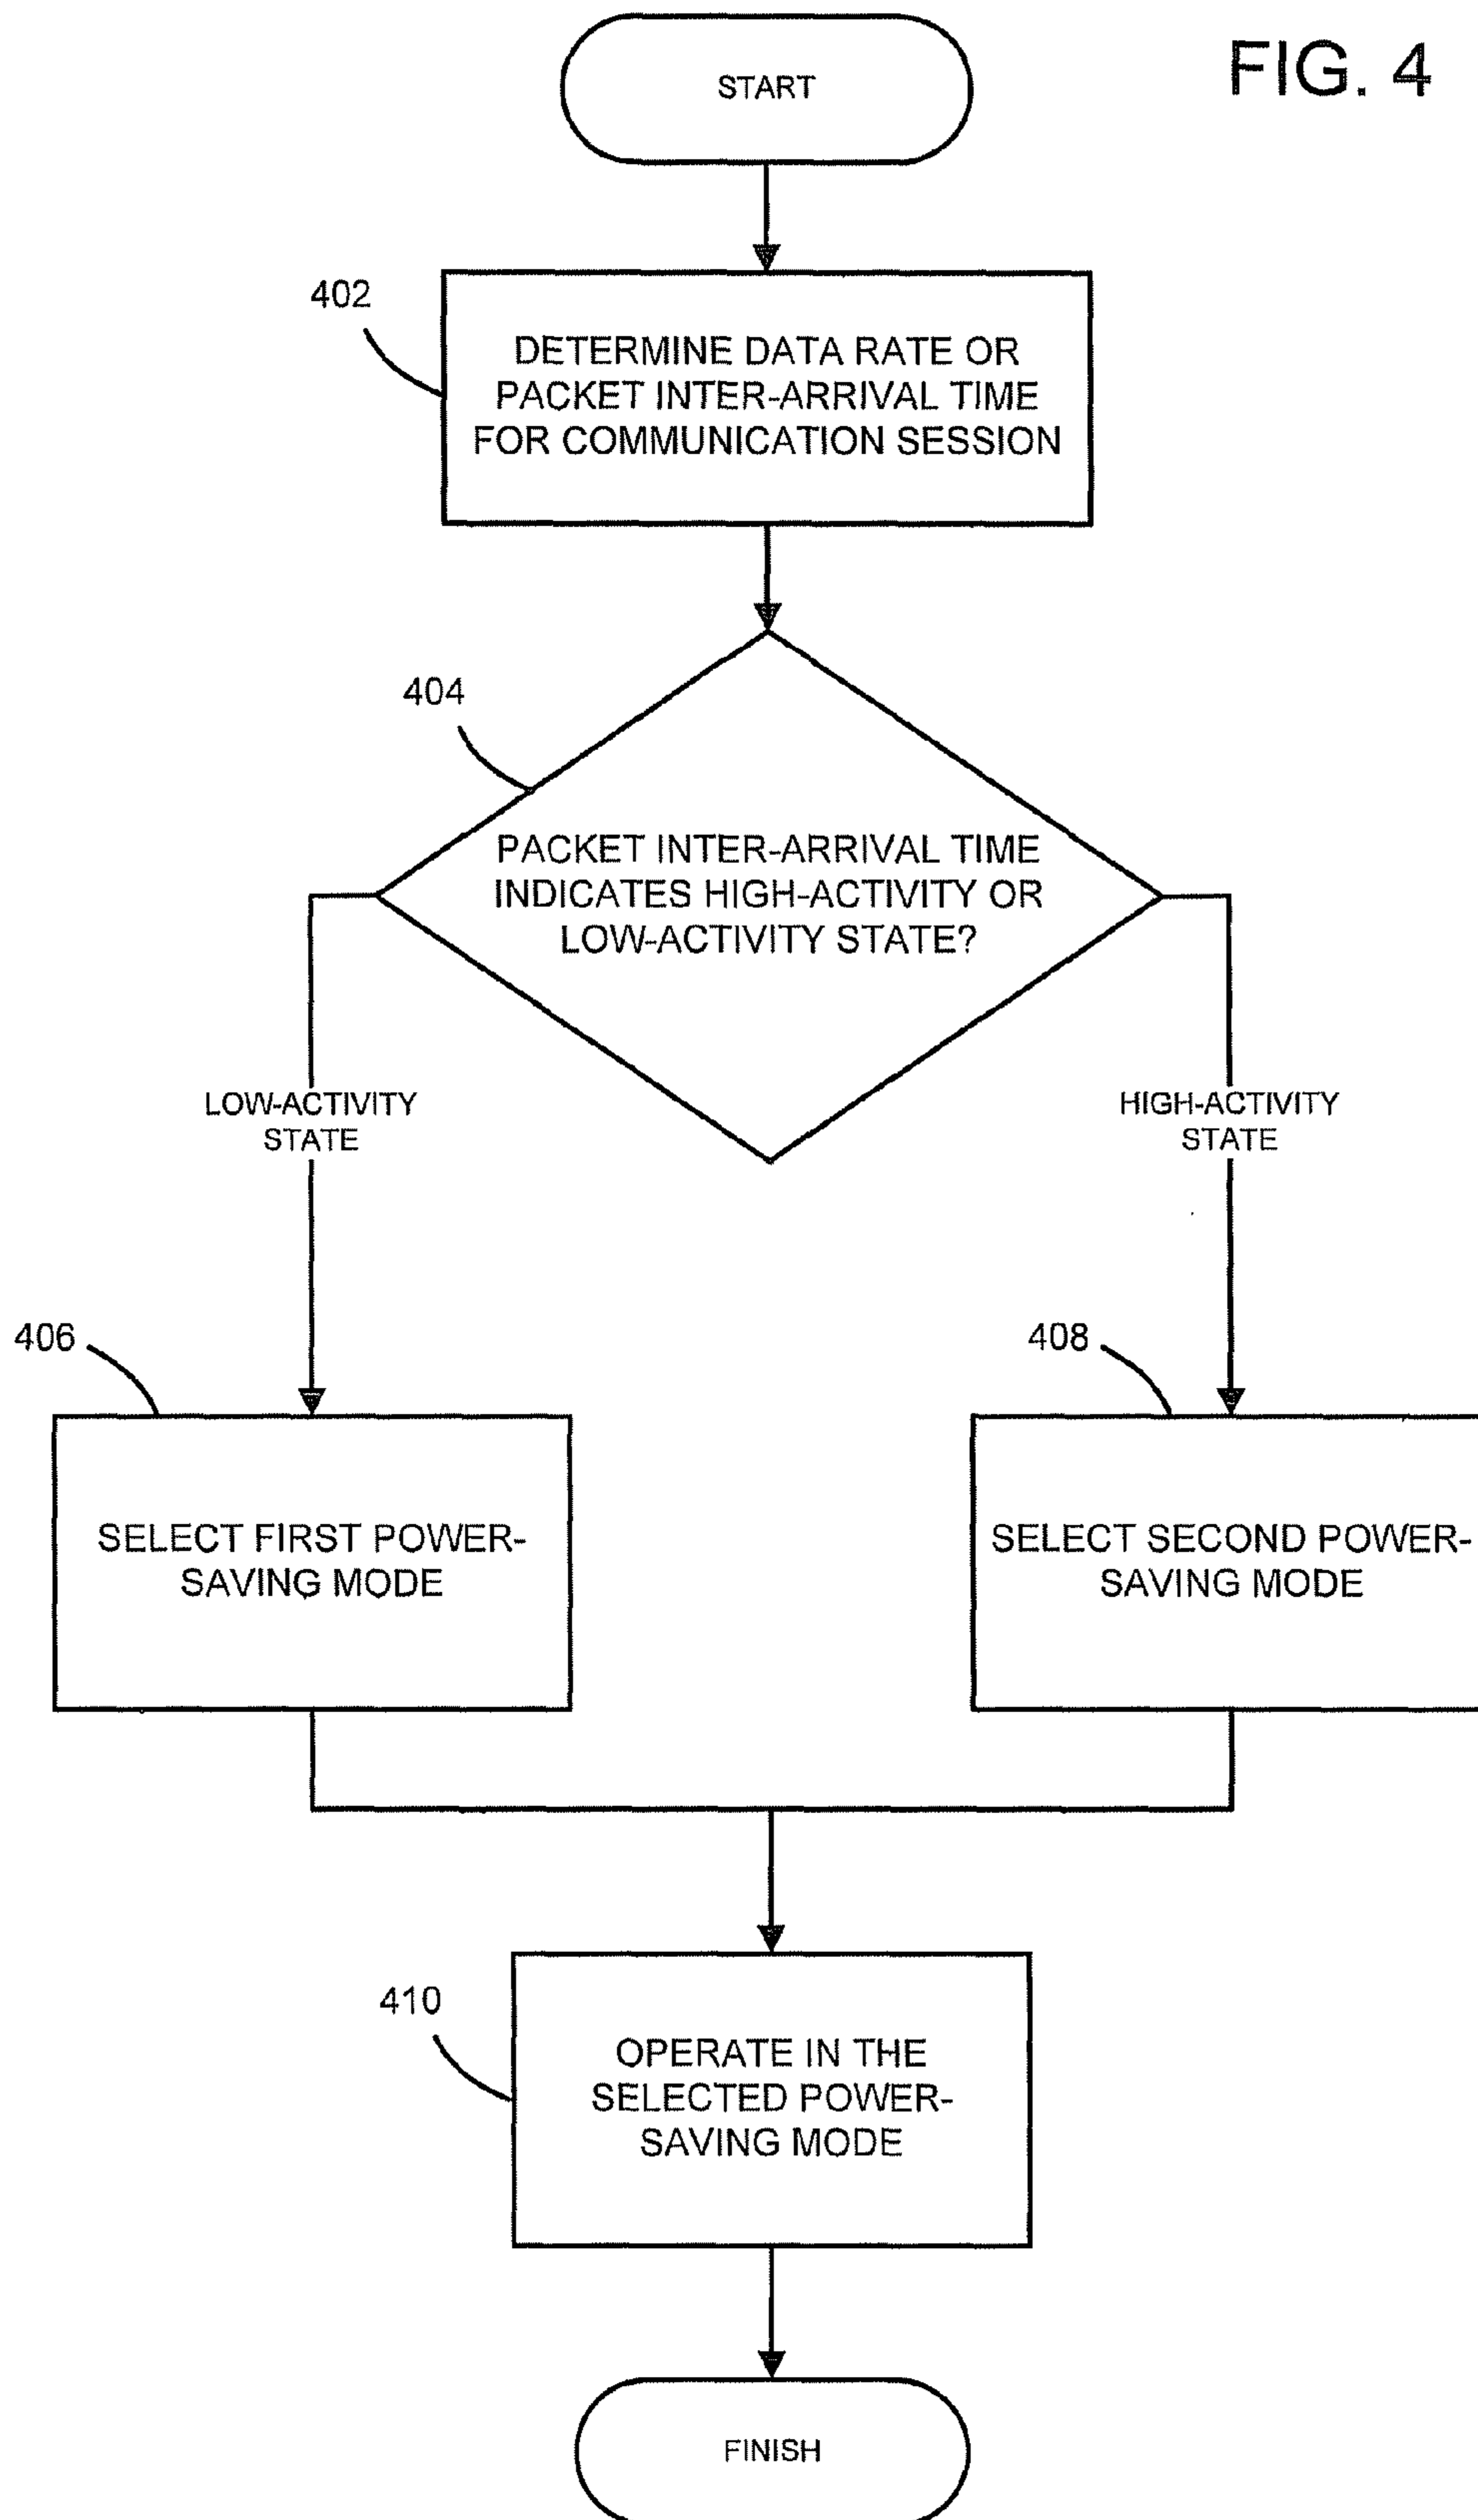 FIG. 4
START
402
DETERMINE DATA RATE OR
PACKET INTER-ARRIVAL TIME
FOR COMMUNICATION SESSION
404
PACKET INTER-ARRIVAL TIME
INDICATES HIGH-ACTIVITY OR
LOW-ACTIVITY STATE?
LOW-ACTIVITY
STATE
HIGH-ACTIVITY
STATE
406
SELECT FIRST POWER-
SAVING MODE
408
SELECT SECOND POWER-
SAVING MODE
410
OPERATE IN THE
SELECTED POWER-
SAVING MODE
FINISH